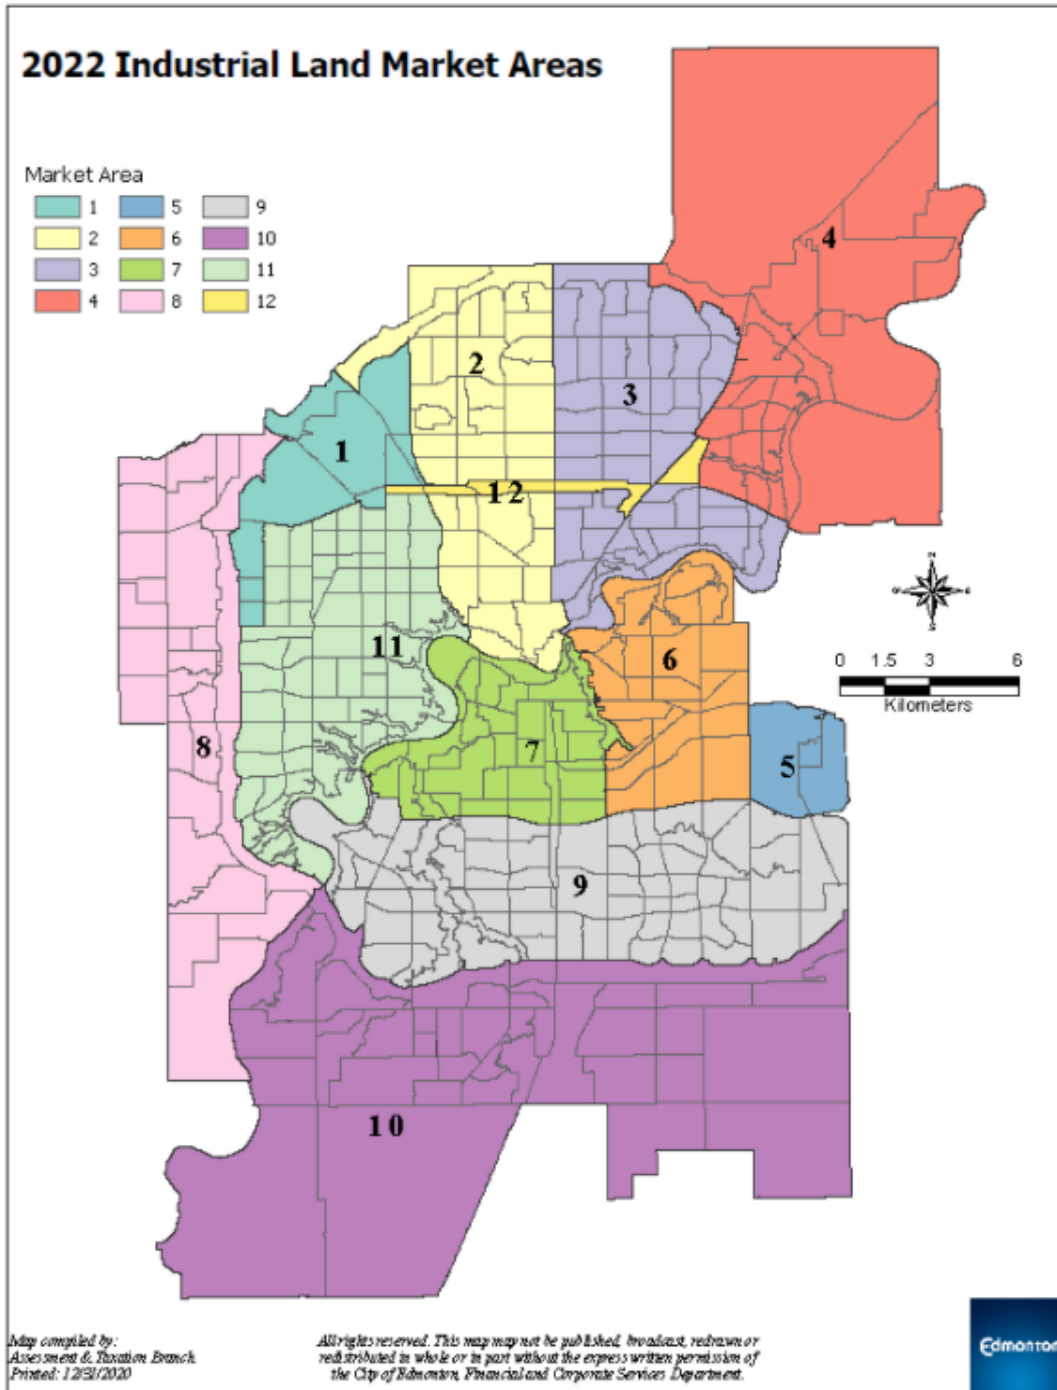 2022 Industrial Land Market Areas
Market Area
1 5 9
2 6 10
3 7 11
4 8 12
4
2
3
1
12
11
6
8
7
5
9
10
N
S
0 1.5 3 6
Kilometers
Map compiled by:
Assessment & Taxation Branch
Printed: 12/31/2020
All rights reserved. This map may not be published, broadcast, redrawn or
redistributed in whole or in part without the express written permission of
the City of Edmonton, Financial and Corporate Services Department.
Edmonton